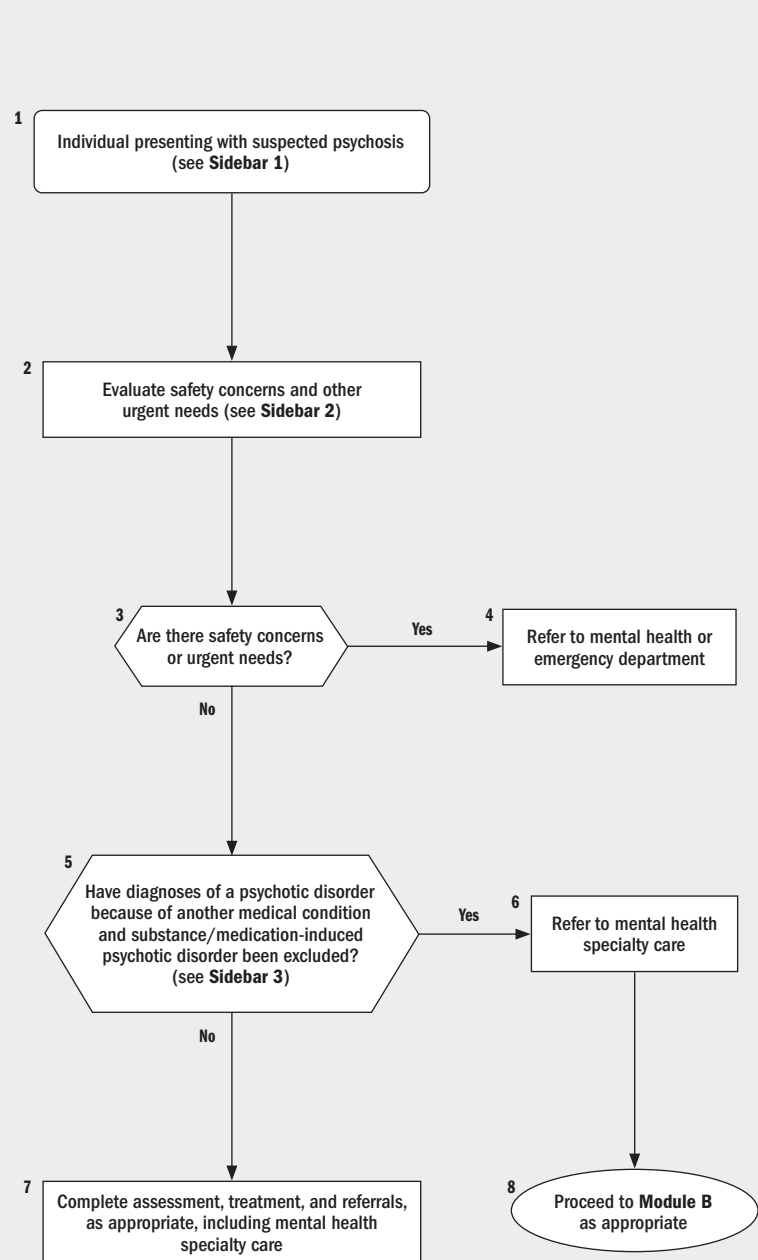 1
Individual presenting with suspected psychosis
(see Sidebar 1)
2
Evaluate safety concerns and other
urgent needs (see Sidebar 2)
3
Are there safety concerns
or urgent needs?
Yes
4
Refer to mental health or
emergency department
No
5
Have diagnoses of a psychotic disorder
because of another medical condition
and substance/medication-induced
psychotic disorder been excluded?
(see Sidebar 3)
Yes
6
Refer to mental health
specialty care
No
7
Complete assessment, treatment, and referrals,
as appropriate, including mental health
specialty care
8
Proceed to Module B
as appropriate